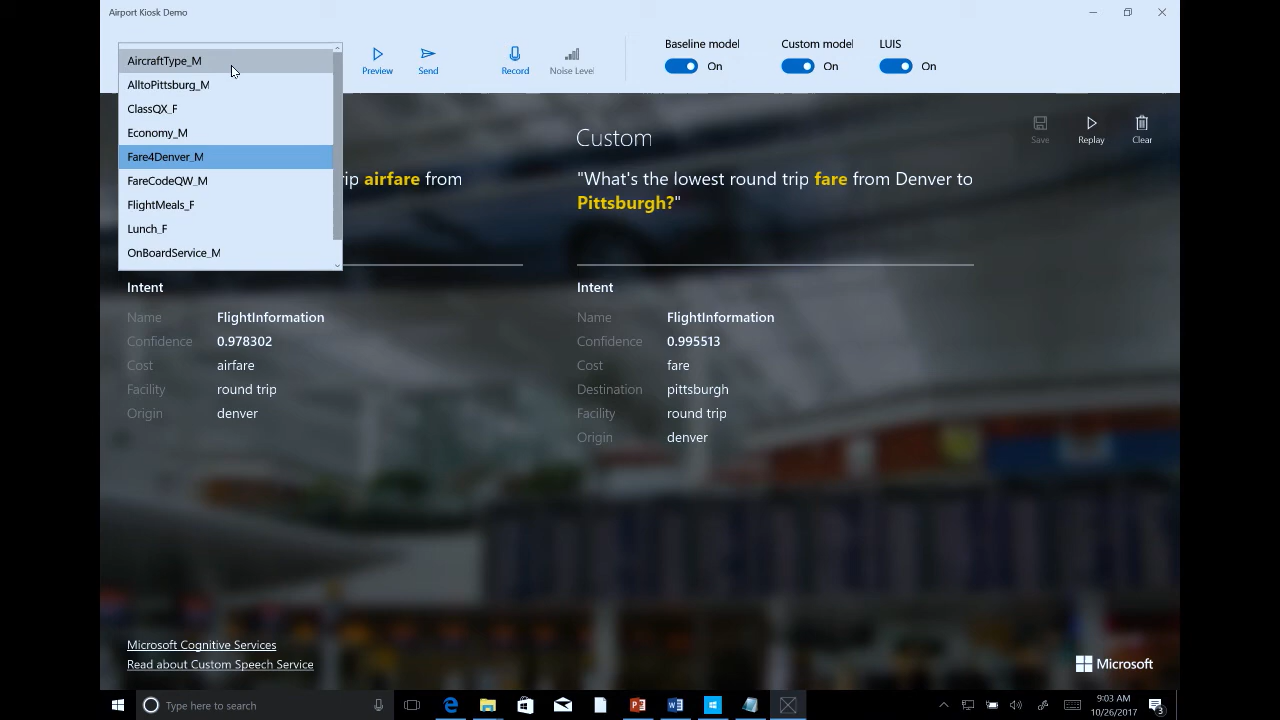 Airport Kiosk Demo
AircraftType_M
AlltoPittsburg_M
ClassQX_F
Economy_M
Fare4Denver_M
FareCodeQW_M
FlightMeals_F
Lunch_F
OnBoardService_M
Preview
Send
Record
Noise Level
Baseline model
On
Custom model
On
LUIS
On
airfare from
Custom
Save
Replay
Clear
"What's the lowest round trip fare from Denver to
Pittsburgh?"
Intent
Name FlightInformation
Confidence 0.978302
Cost airfare
Facility round trip
Origin denver
Intent
Name FlightInformation
Confidence 0.995513
Cost fare
Destination pittsburgh
Facility round trip
Origin denver
Microsoft Cognitive Services
Read about Custom Speech Service
Microsoft
Type here to search
9:03 AM
10/26/2017
3